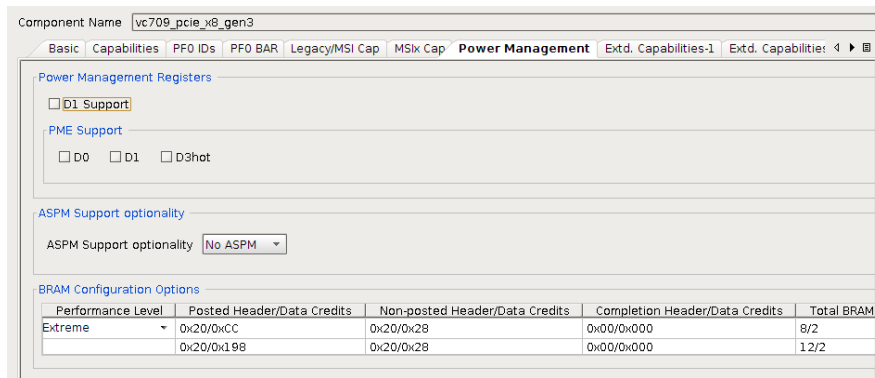 Component Name vc709_pcie_x8_gen3
Basic Capabilities PF0 IDs PF0 BAR Legacy/MSI Cap MSIx Cap Power Management Extd. Capabilities-1 Extd. Capabilities
Power Management Registers
D1 Support
PME Support
D0 D1 D3hot
ASPM Support optionality
ASPM Support optionality No ASPM
BRAM Configuration Options
Performance Level Posted Header/Data Credits Non-posted Header/Data Credits Completion Header/Data Credits Total BRAM
Extreme 0x20/0xCC 0x20/0x28 0x00/0x000 8/2
0x20/0x198 0x20/0x28 0x00/0x000 12/2